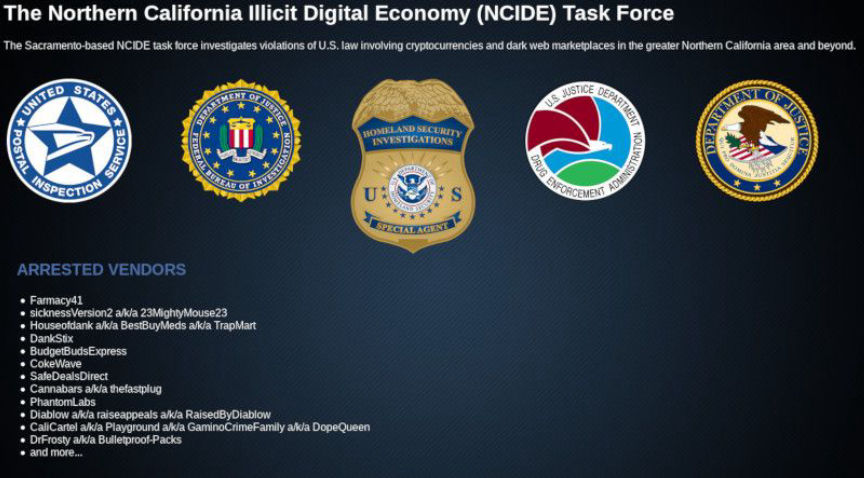 The Northern California Illicit Digital Economy (NCIDE) Task Force
The Sacramento-based NCIDE task force investigates violations of U.S. law involving cryptocurrencies and dark web marketplaces in the greater Northern California area and beyond.
UNITED STATES
POSTAL INSPECTION SERVICE
DEPARTMENT OF JUSTICE
FEDERAL BUREAU OF INVESTIGATION
HOMELAND SECURITY
INVESTIGATIONS
U S
SPECIAL AGENT
U.S. JUSTICE DEPARTMENT
DRUG ENFORCEMENT ADMINISTRATION
DEPARTMENT OF JUSTICE
ARRESTED VENDORS
• Farmacy41
• sicknessVersion2 a/k/a 23MightyMouse23
• Houseofdank a/k/a BestBuyMeds a/k/a TrapMart
• DankStix
• BudgetBudsExpress
• CokeWave
• SafeDealsDirect
• Cannabars a/k/a thefastplug
• PhantomLabs
• Diablow a/k/a raiseappeals a/k/a RaisedByDiablow
• CaliCartel a/k/a Playground a/k/a GaminoCrimeFamily a/k/a DopeQueen
• DrFrosty a/k/a Bulletproof-Packs
• and more...